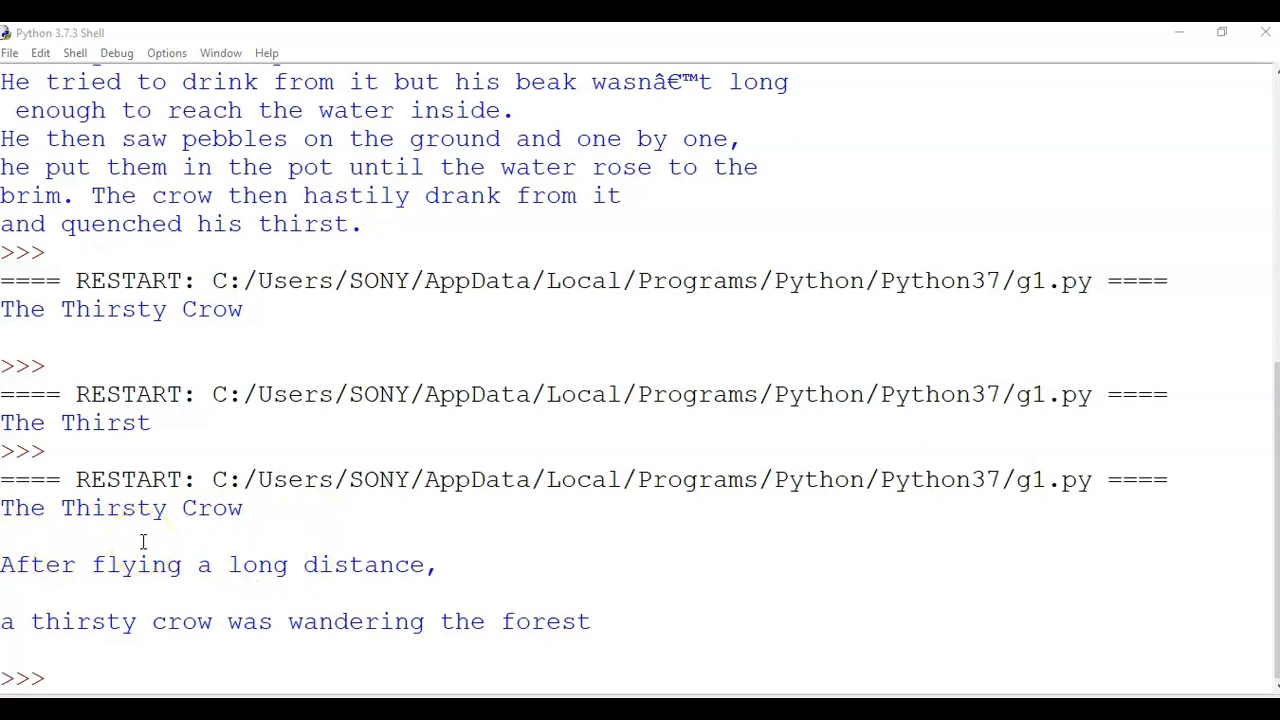 Python 3.7.3 Shell
File Edit Shell Debug Options Window Help
He tried to drink from it but his beak wasnâ€™t long
enough to reach the water inside.
He then saw pebbles on the ground and one by one,
he put them in the pot until the water rose to the
brim. The crow then hastily drank from it
and quenched his thirst.
>>>
==== RESTART: C:/Users/SONY/AppData/Local/Programs/Python/Python37/g1.py ====
The Thirsty Crow
>>>
==== RESTART: C:/Users/SONY/AppData/Local/Programs/Python/Python37/g1.py ====
The Thirst
>>>
==== RESTART: C:/Users/SONY/AppData/Local/Programs/Python/Python37/g1.py ====
The Thirsty Crow
After flying a long distance,
a thirsty crow was wandering the forest
>>>